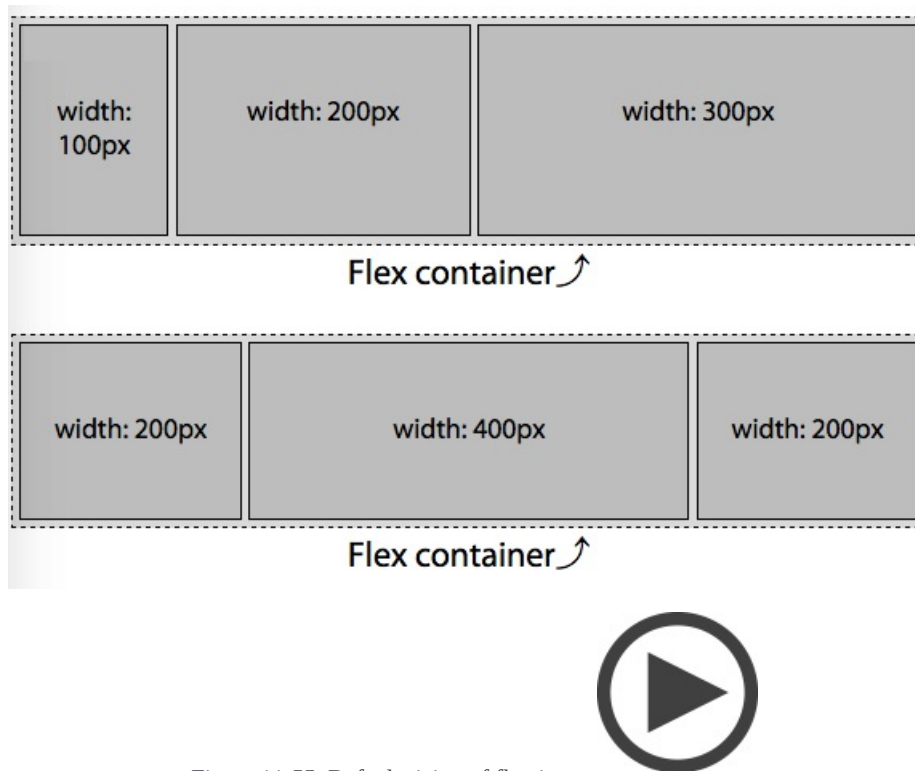 width:
100px
width: 200px
width: 300px
Flex container
width: 200px
width: 400px
width: 200px
Flex container